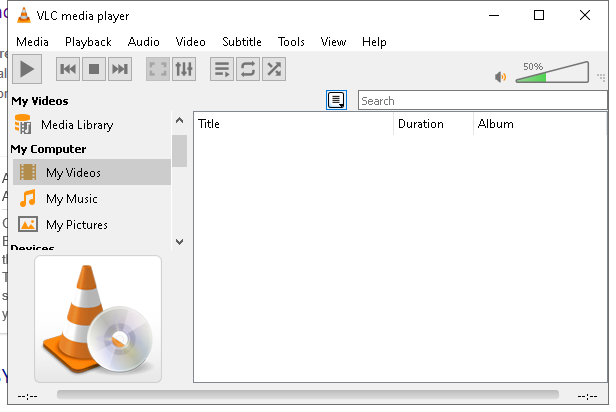 VLC media player
Media Playback Audio Video Subtitle Tools View Help
50%
My Videos
Search
Media Library
Title Duration Album
My Computer
My Videos
My Music
My Pictures
Devices
--:-- --:--